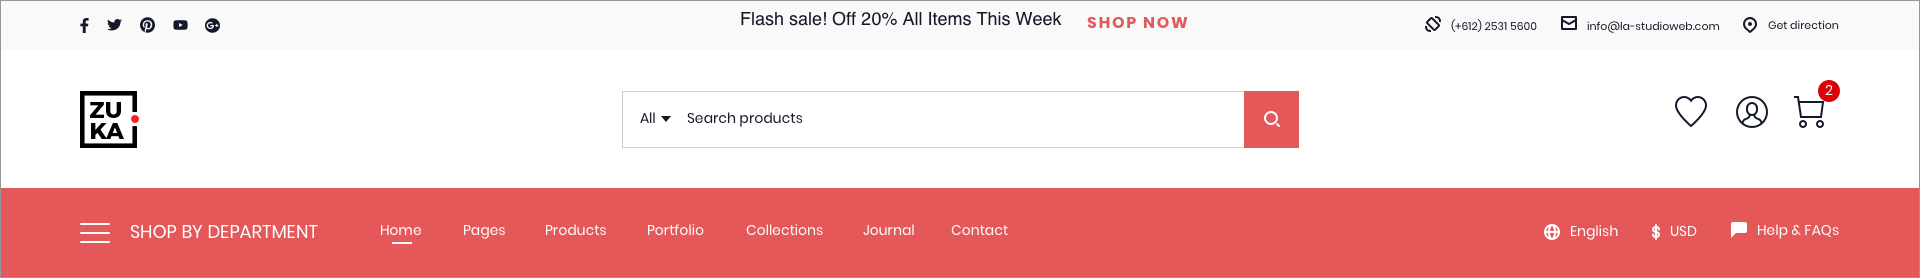 Flash sale! Off 20% All Items This Week SHOP NOW (+612) 2531 5600 info@la-studioweb.com Get direction
ZU
KA
All Search products
2
SHOP BY DEPARTMENT Home Pages Products Portfolio Collections Journal Contact English $ USD Help & FAQs